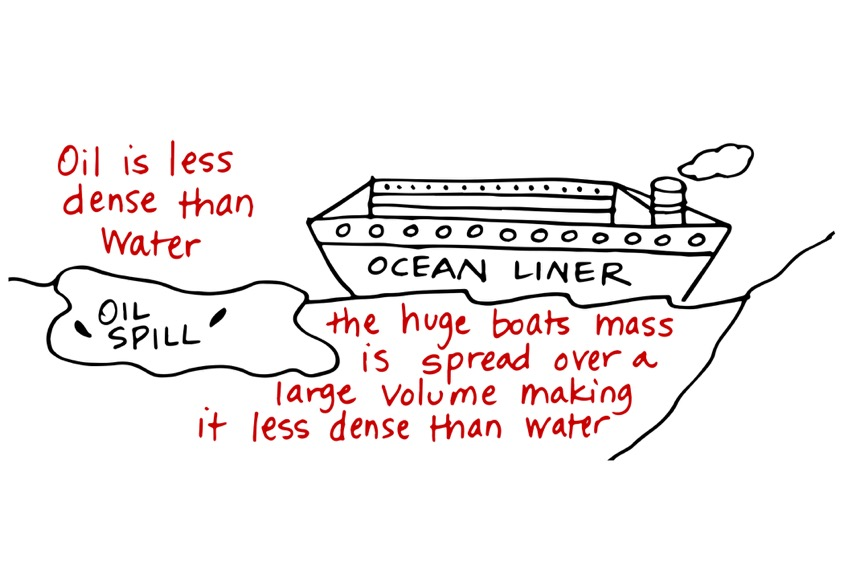 Oil is less
dense than
Water
OCEAN LINER
OIL
SPILL
the huge boats mass
is spread over a
large volume making
it less dense than water